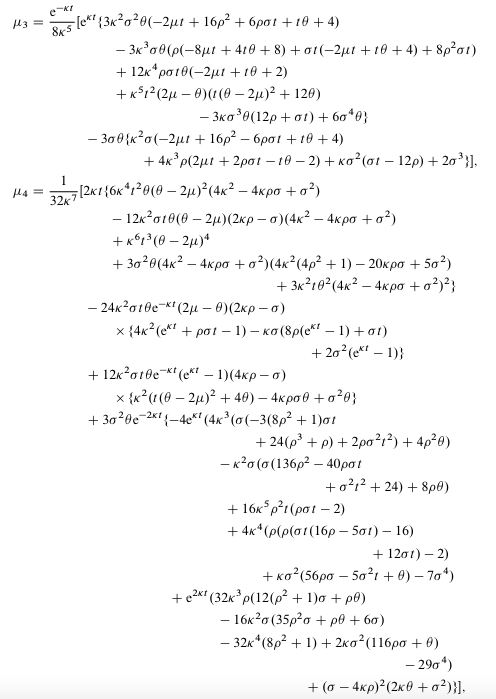 μ₃ = e^{−κt}/8κ⁵ [e^{κt}{3κ²σ²θ(−2μt + 16ρ² + 6ρσt + tθ + 4)
− 3κ³σθ(ρ(−8μt + 4tθ + 8) + σt(−2μt + tθ + 4) + 8ρ²σt)
+ 12κ⁴ρσtθ(−2μt + tθ + 2)
+ κ⁵t²(2μ − θ)(t(θ − 2μ)² + 12θ)
− 3κσ³θ(12ρ + σt) + 6σ⁴θ}
− 3σθ{κ²σ(−2μt + 16ρ² − 6ρσt + tθ + 4)
+ 4κ³ρ(2μt + 2ρσt − tθ − 2) + κσ²(σt − 12ρ) + 2σ³}],
μ₄ = 1/32κ⁷ [2κt{6κ⁴t²θ(θ − 2μ)²(4κ² − 4κρσ + σ²)
− 12κ²σtθ(θ − 2μ)(2κρ − σ)(4κ² − 4κρσ + σ²)
+ κ⁶t³(θ − 2μ)⁴
+ 3σ²θ(4κ² − 4κρσ + σ²)(4κ²(4ρ² + 1) − 20κρσ + 5σ²)
+ 3κ²tθ²(4κ² − 4κρσ + σ²)²}
− 24κ²σtθe^{−κt}(2μ − θ)(2κρ − σ)
× {4κ²(e^{κt} + ρσt − 1) − κσ(8ρ(e^{κt} − 1) + σt)
+ 2σ²(e^{κt} − 1)}
+ 12κ²σtθe^{−κt}(e^{κt} − 1)(4κρ − σ)
× {κ²(t(θ − 2μ)² + 4θ) − 4κρσθ + σ²θ}
+ 3σ²θe^{−2κt}{−4e^{κt}(4κ³(σ(−3(8ρ² + 1)σt
+ 24(ρ³ + ρ) + 2ρσ²t²) + 4ρ²θ)
− κ²σ(σ(136ρ² − 40ρσt
+ σ²t² + 24) + 8ρθ)
+ 16κ⁵ρ²t(ρσt − 2)
+ 4κ⁴(ρ(ρ(σt(16ρ − 5σt) − 16)
+ 12σt) − 2)
+ κσ²(56ρσ − 5σ²t + θ) − 7σ⁴)
+ e^{2κt}(32κ³ρ(12(ρ² + 1)σ + ρθ)
− 16κ²σ(35ρ²σ + ρθ + 6σ)
− 32κ⁴(8ρ² + 1) + 2κσ²(116ρσ + θ)
− 29σ⁴)
+ (σ − 4κρ)²(2κθ + σ²)}],